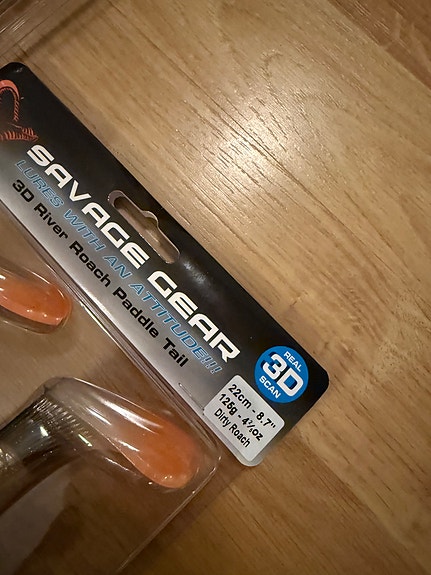 SAVAGE GEAR
LURES WITH AN ATTITUDE!!!
3D River Roach Paddle Tail
REAL
3D
SCAN
22cm - 8.7"
125g - 4½oz
Dirty Roach